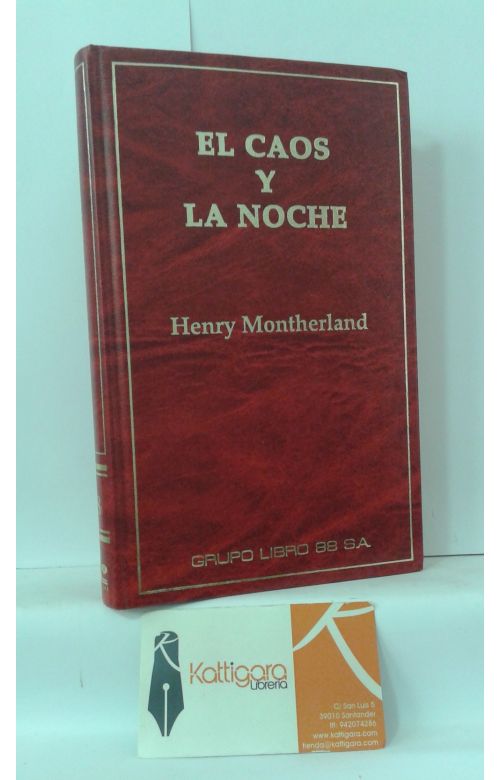 EL CAOS
Y
LA NOCHE
Henry Montherland
GRUPO LIBRO 88 S.A.
Kattigara
Librería
C/ San Luis 5
39010 Santander
tlf: 942074286
www.kattigara.com
tienda@kattigara.com